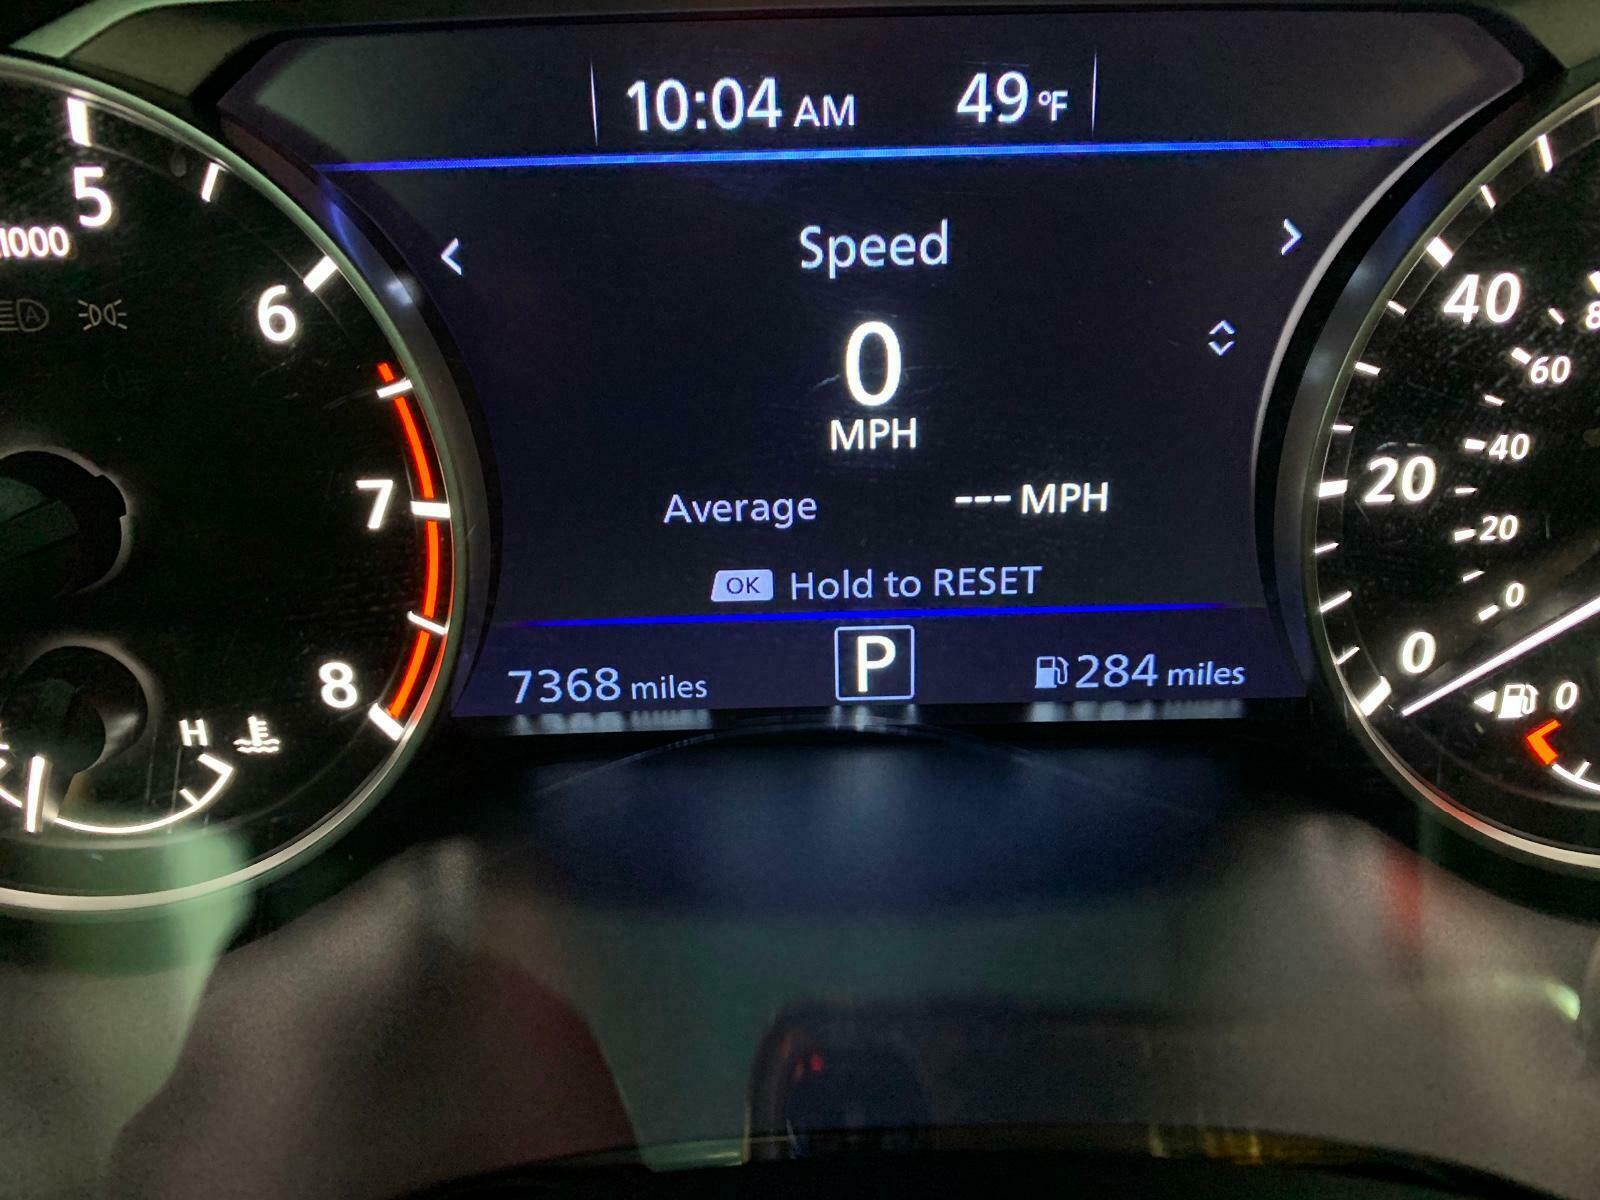 10:04 AM 49 °F
5
1000
Speed
6
0
MPH
40
60
40
7
20
20
Average --- MPH
OK Hold to RESET
0
0
P
8
7368 miles
284 miles
H
0